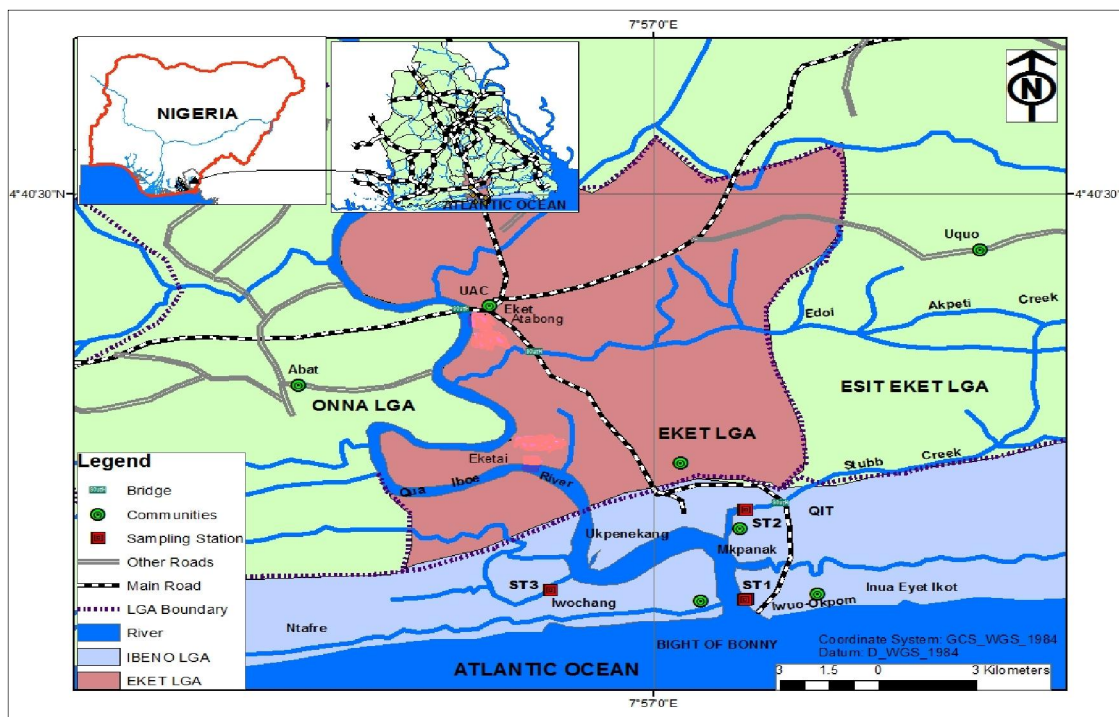 7°57'0"E
NIGERIA
ATLANTIC OCEAN
N
4°40'30"N
4°40'30"
Uquo
UAC
Eket
Atabong
Edoi
Akpeti Creek
Abat
ONNA LGA
ESIT EKET LGA
EKET LGA
Eketai
Qua Iboe River
Stubb Creek
QIT
ST2
Ukpenekang
Mkpanak
ST3
ST1
Iwochang
Iwuo-Okpom
Inua Eyet Ikot
Ntafre
BIGHT OF BONNY
ATLANTIC OCEAN
Legend
Bridge
Communities
Sampling Station
Other Roads
Main Road
LGA Boundary
River
IBENO LGA
EKET LGA
Coordinate System: GCS_WGS_1984
Datum: D_WGS_1984
3 1.5 0 3 Kilometers
7°57'0"E